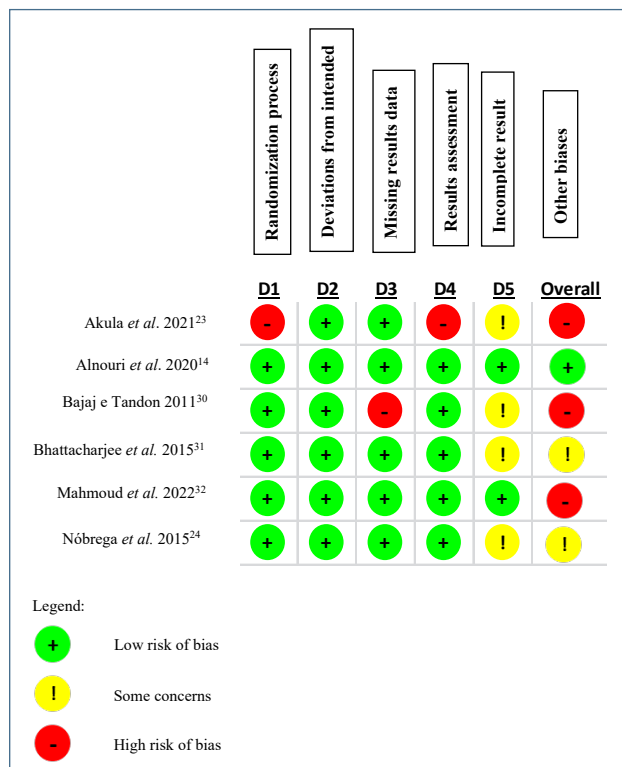 Randomization process
Deviations from intended
Missing results data
Results assessment
Incomplete result
Other biases
D1 D2 D3 D4 D5 Overall
Akula et al. 2021²³ - + + - ! -
Alnouri et al. 2020¹⁴ + + + + + +
Bajaj e Tandon 2011³⁰ + + - + ! -
Bhattacharjee et al. 2015³¹ + + + + ! !
Mahmoud et al. 2022³² + + + + + -
Nóbrega et al. 2015²⁴ + + + + ! !
Legend:
+ Low risk of bias
! Some concerns
- High risk of bias